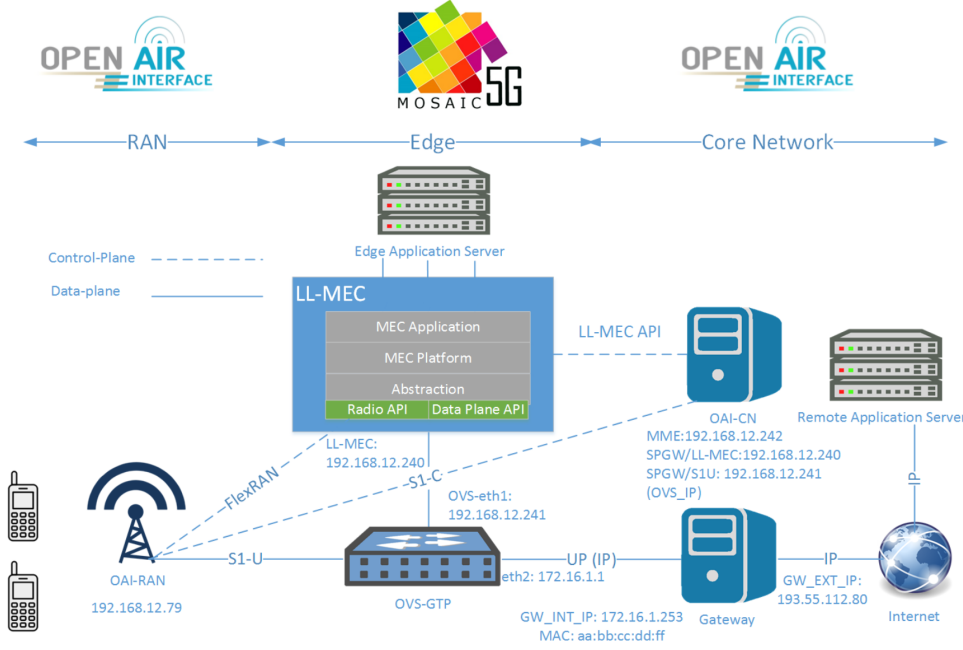 OPEN AIR
INTERFACE
MOSAIC 5G
OPEN AIR
INTERFACE
RAN
Edge
Core Network
Edge Application Server
Control-Plane
Data-plane
LL-MEC
MEC Application
MEC Platform
Abstraction
Radio API
Data Plane API
LL-MEC API
OAI-CN
MME:192.168.12.242
SPGW/LL-MEC:192.168.12.240
SPGW/S1U: 192.168.12.241
(OVS_IP)
Remote Application Server
LL-MEC:
192.168.12.240
FlexRAN
S1-C
IP
OVS-eth1:
192.168.12.241
S1-U
UP (IP)
IP
OAI-RAN
192.168.12.79
OVS-GTP
eth2: 172.16.1.1
GW_INT_IP: 172.16.1.253
MAC: aa:bb:cc:dd:ff
Gateway
GW_EXT_IP:
193.55.112.80
Internet